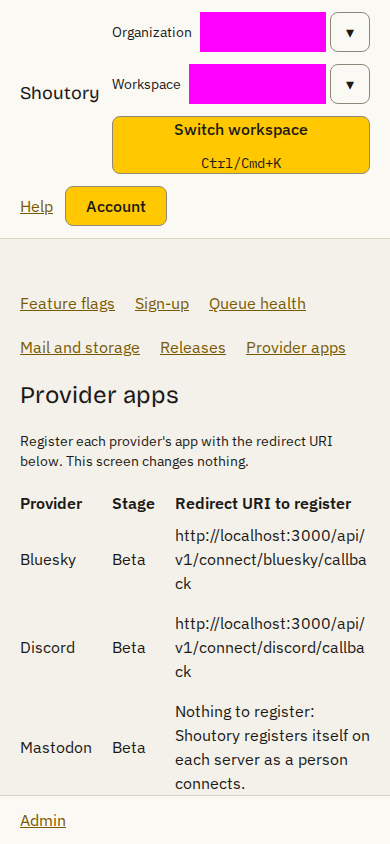 Shoutory
Organization
▼
Workspace
▼
Switch workspace
Ctrl/Cmd+K
Help
Account
Feature flags
Sign-up
Queue health
Mail and storage
Releases
Provider apps
Provider apps
Register each provider's app with the redirect URI
below. This screen changes nothing.
Provider Stage Redirect URI to register
Bluesky Beta http://localhost:3000/api/
v1/connect/bluesky/callba
ck
Discord Beta http://localhost:3000/api/
v1/connect/discord/callba
ck
Mastodon Beta Nothing to register:
Shoutory registers itself on
each server as a person
connects.
Admin